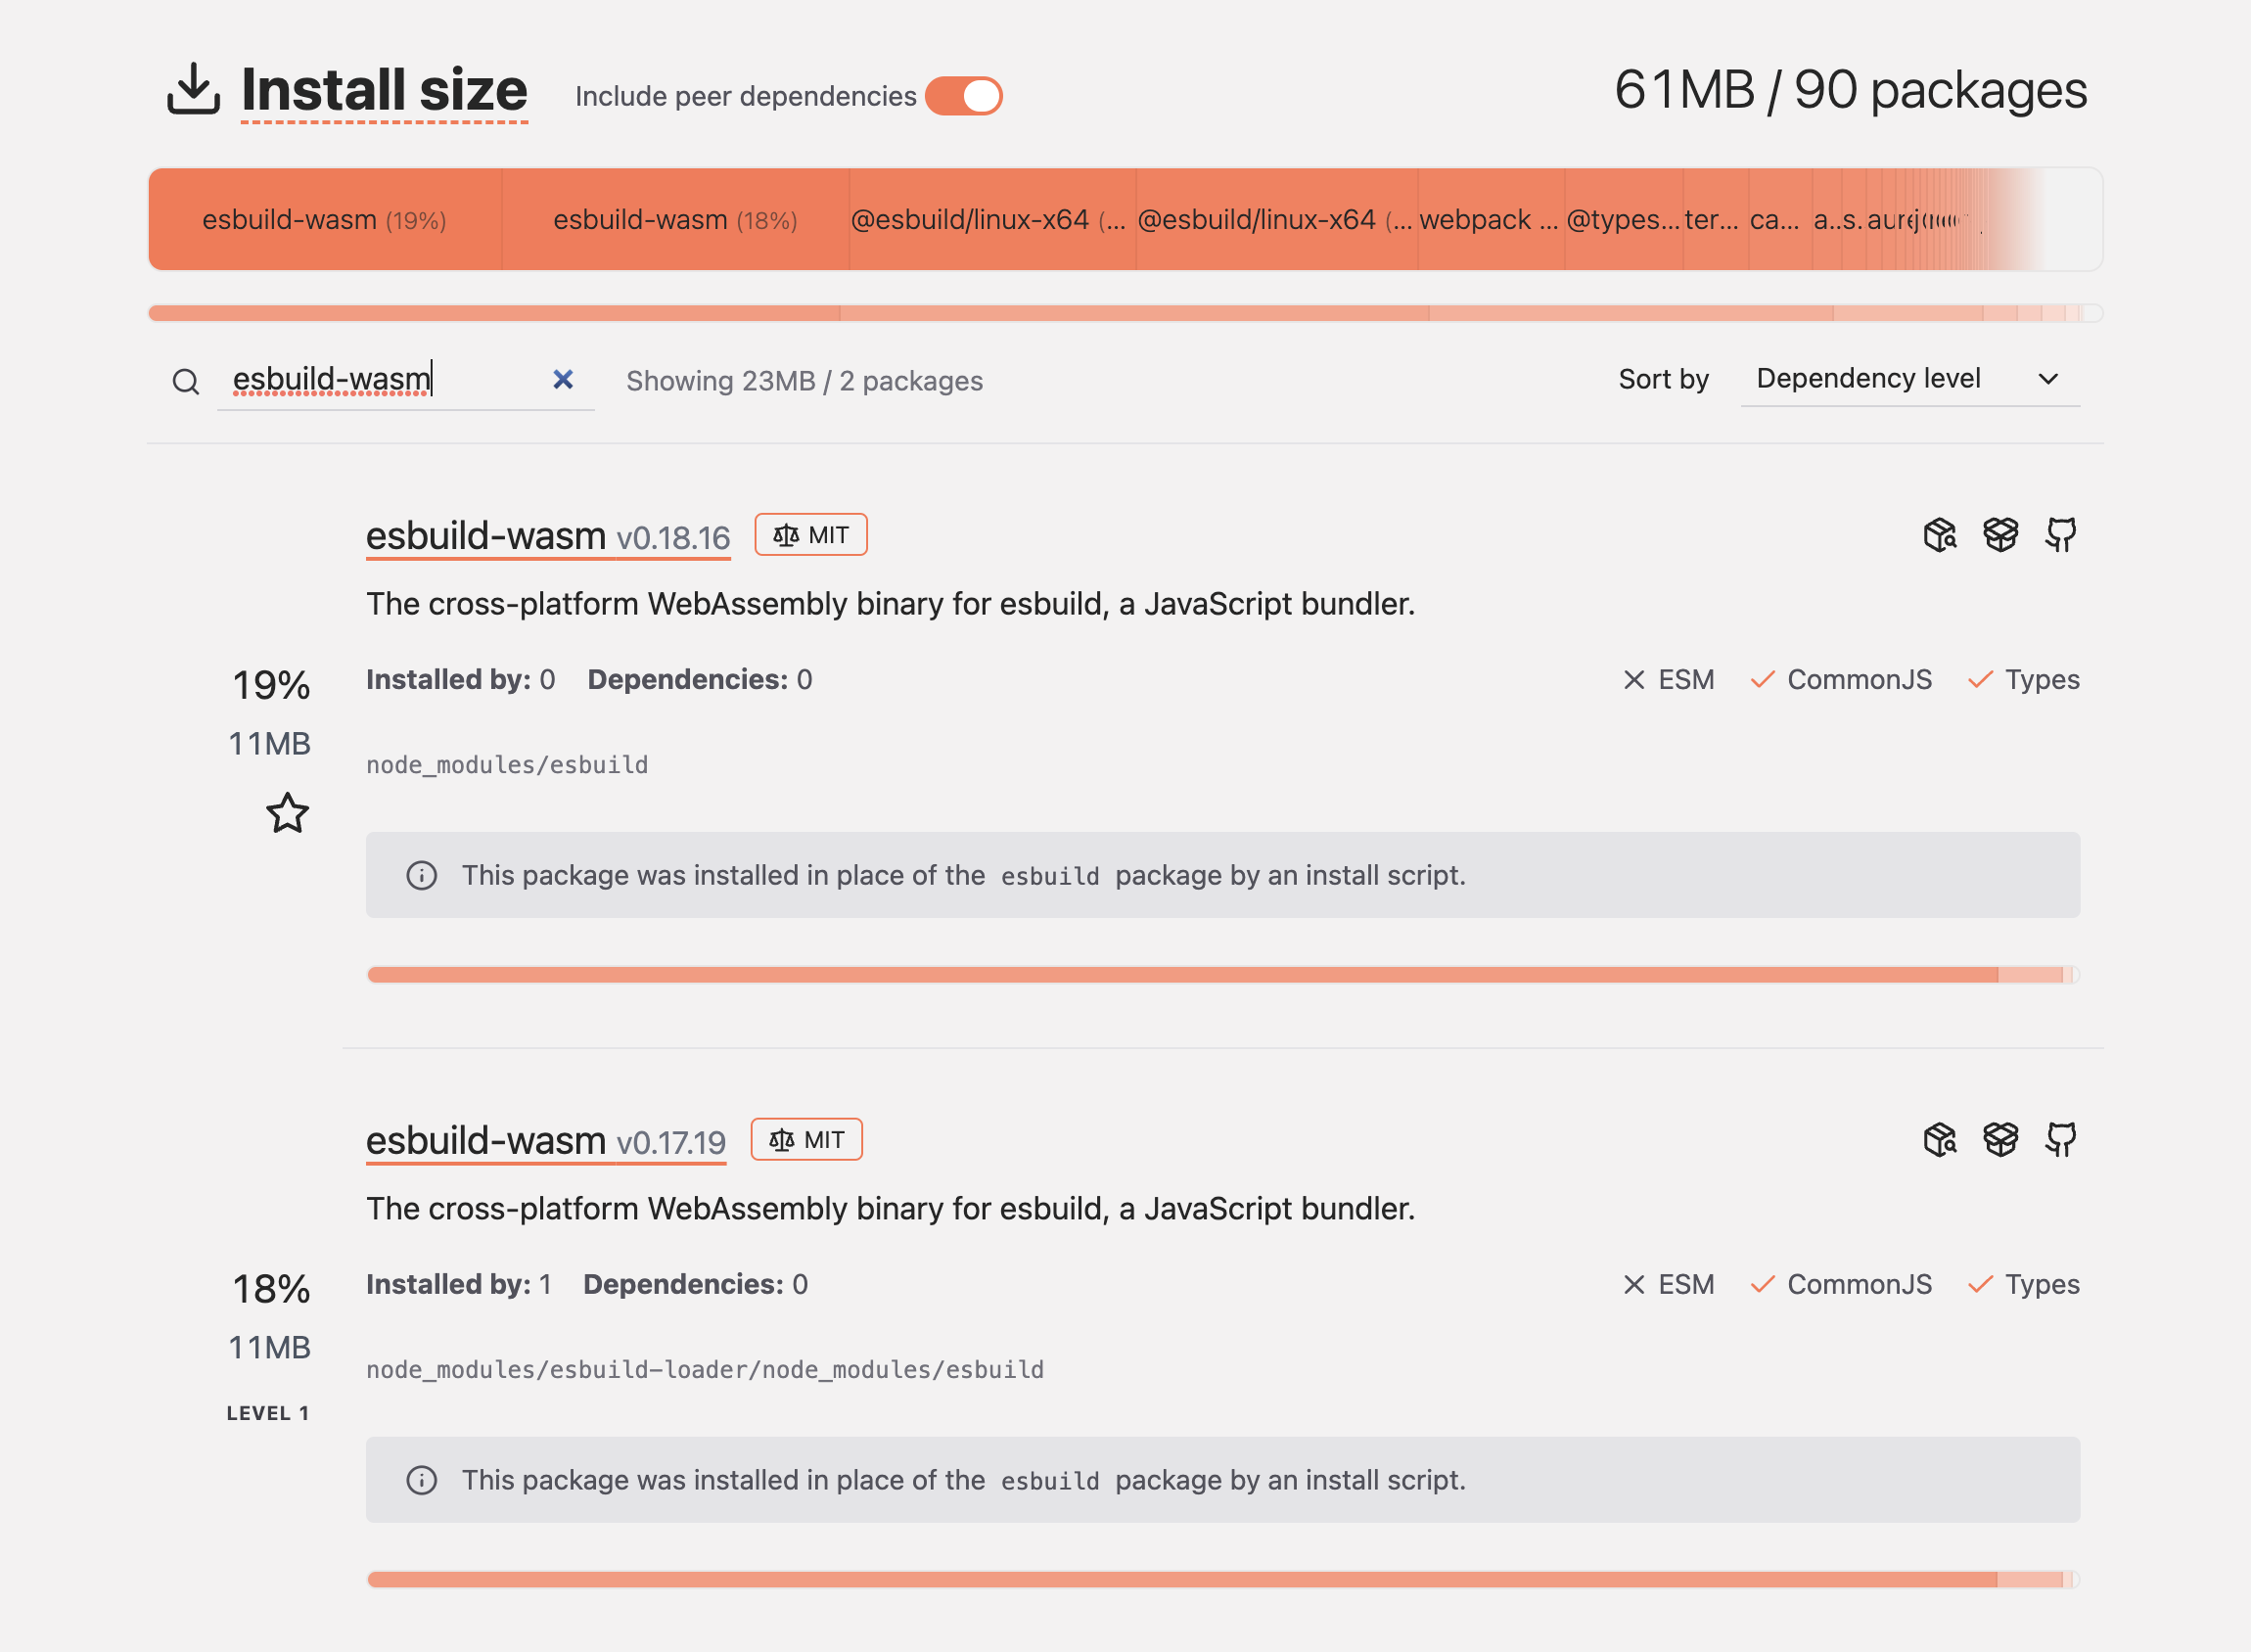 Install size
Include peer dependencies
61MB / 90 packages
esbuild-wasm (19%)
esbuild-wasm (18%)
@esbuild/linux-x64 (...
@esbuild/linux-x64 (...
webpack ...
@types...
ter...
ca...
a..
s.
esbuild-wasm
Showing 23MB / 2 packages
Sort by
Dependency level
esbuild-wasm v0.18.16
MIT
The cross-platform WebAssembly binary for esbuild, a JavaScript bundler.
19%
Installed by: 0 Dependencies: 0
ESM CommonJS Types
11MB
node_modules/esbuild
This package was installed in place of the esbuild package by an install script.
esbuild-wasm v0.17.19
MIT
The cross-platform WebAssembly binary for esbuild, a JavaScript bundler.
18%
Installed by: 1 Dependencies: 0
ESM CommonJS Types
11MB
node_modules/esbuild-loader/node_modules/esbuild
LEVEL 1
This package was installed in place of the esbuild package by an install script.